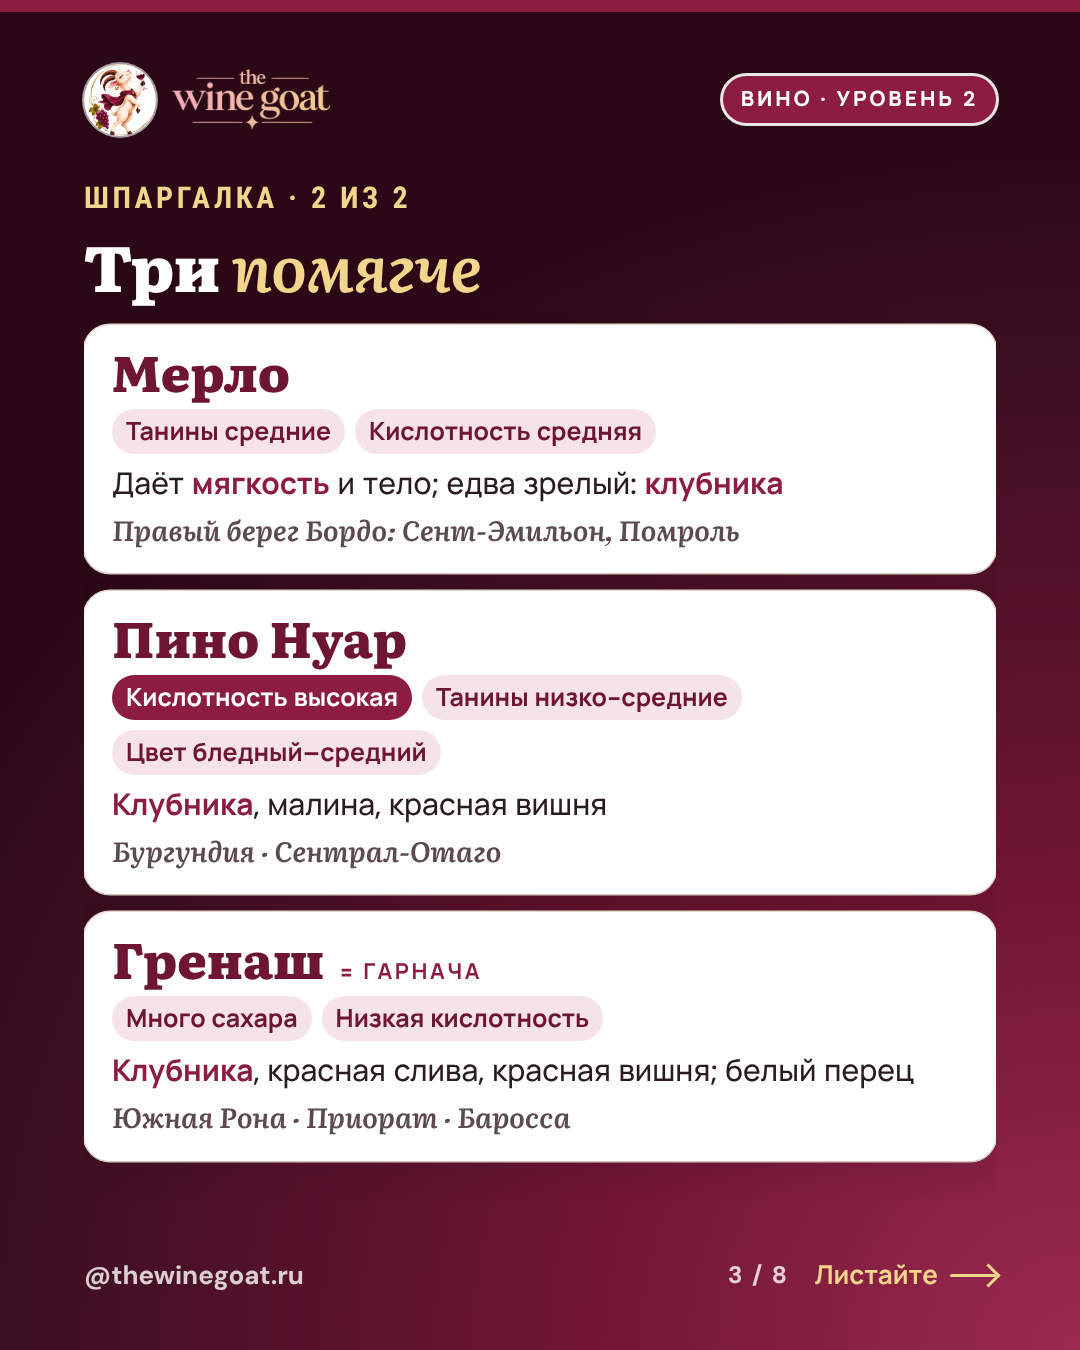 the
wine goat
ВИНО · УРОВЕНЬ 2
ШПАРГАЛКА · 2 ИЗ 2
Три помягче
Мерло
Танины средние Кислотность средняя
Даёт мягкость и тело; едва зрелый: клубника
Правый берег Бордо: Сент-Эмильон, Помроль
Пино Нуар
Кислотность высокая Танины низко–средние
Цвет бледный–средний
Клубника, малина, красная вишня
Бургундия · Сентрал-Отаго
Гренаш = ГАРНАЧА
Много сахара Низкая кислотность
Клубника, красная слива, красная вишня; белый перец
Южная Рона · Приорат · Баросса
@thewinegoat.ru
3 / 8 Листайте →